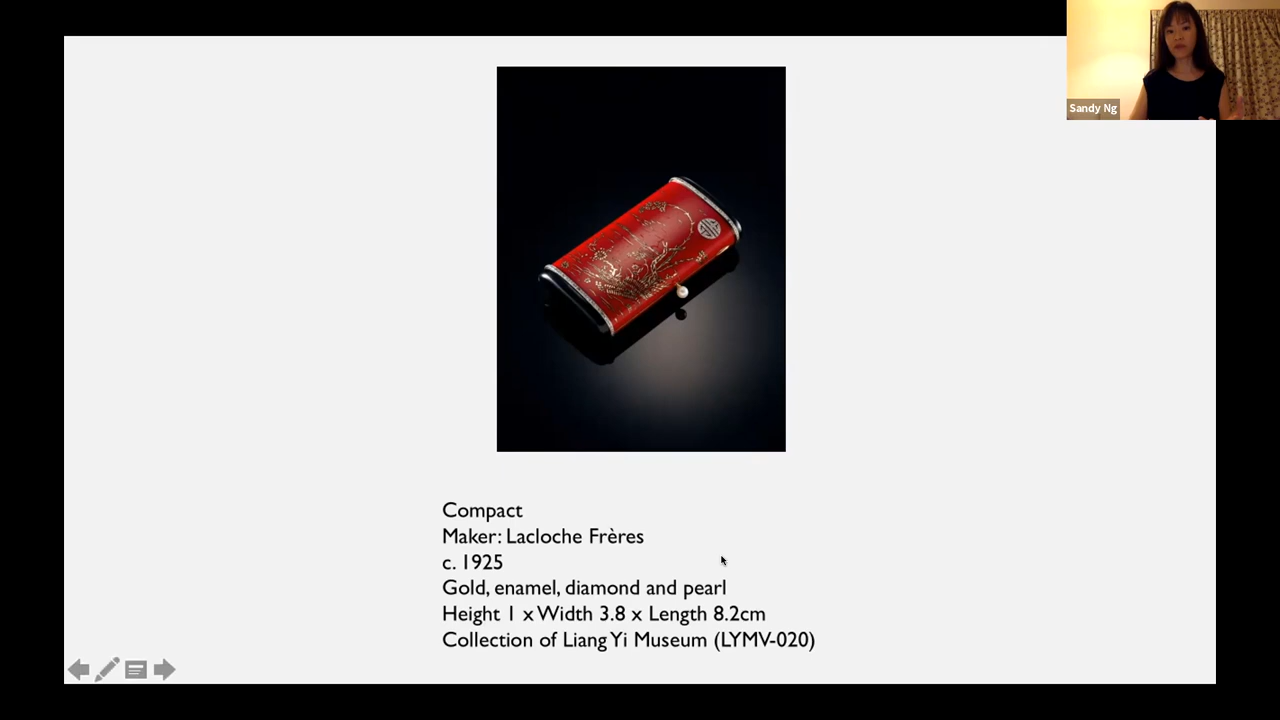 Sandy Ng
Compact
Maker: Lacloche Frères
c. 1925
Gold, enamel, diamond and pearl
Height 1 x Width 3.8 x Length 8.2cm
Collection of Liang Yi Museum (LYMV-020)